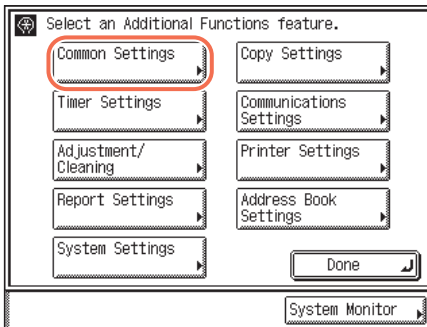 Select an Additional Functions feature.
Common Settings
Copy Settings
Timer Settings
Communications
Settings
Adjustment/
Cleaning
Printer Settings
Report Settings
Address Book
Settings
System Settings
Done
System Monitor